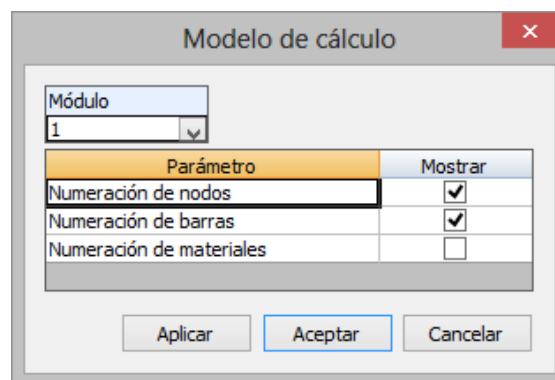 Modelo de cálculo
Módulo
1
Parámetro Mostrar
Numeración de nodos
Numeración de barras
Numeración de materiales
Aplicar Aceptar Cancelar